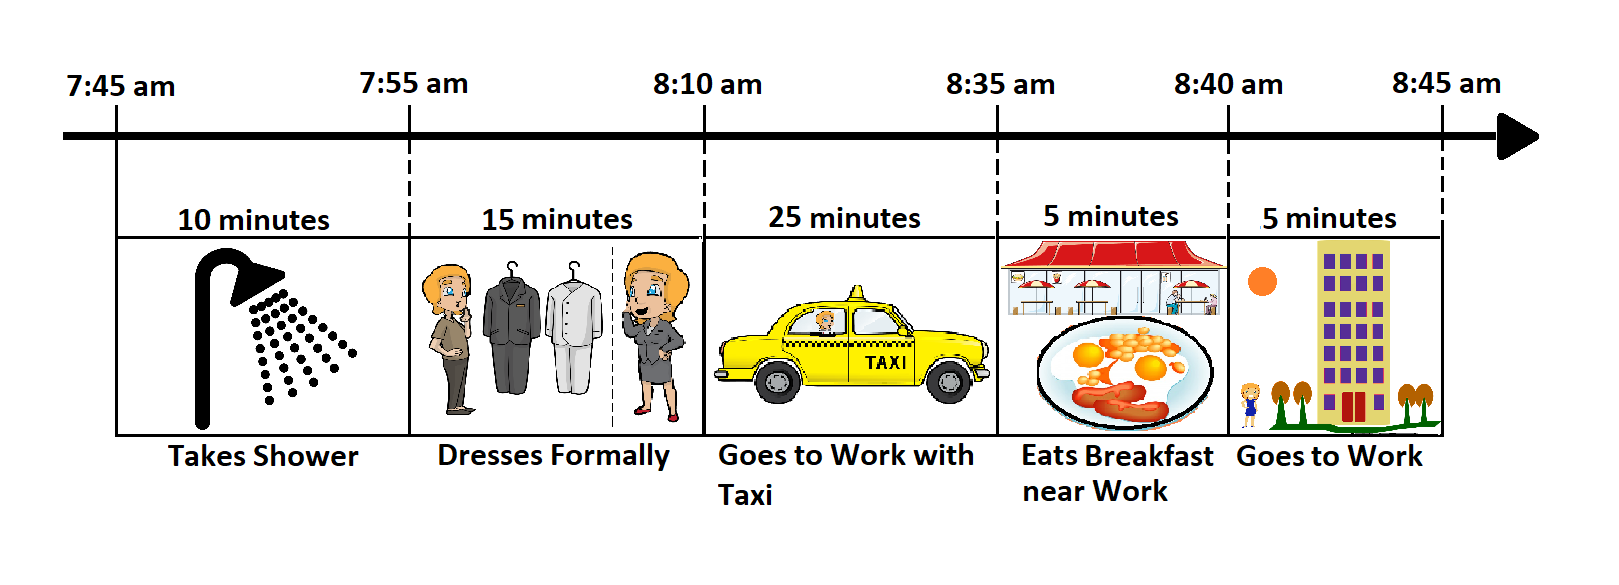 7:45 am
7:55 am
8:10 am
8:35 am
8:40 am
8:45 am
10 minutes
15 minutes
25 minutes
5 minutes
5 minutes
TAXI
Takes Shower
Dresses Formally
Goes to Work with
Taxi
Eats Breakfast
near Work
Goes to Work